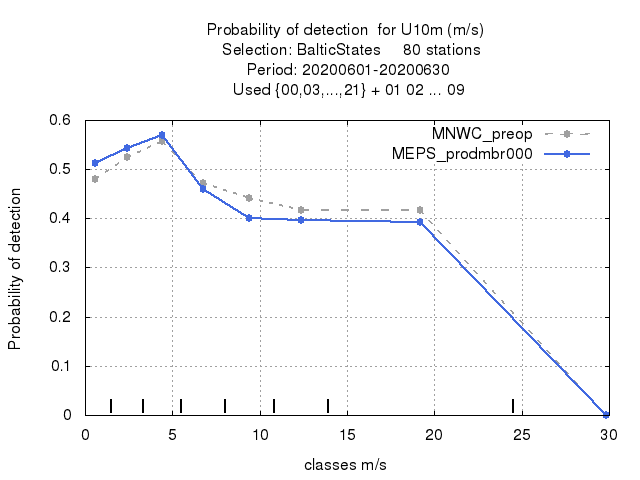 Probability of detection  for U10m (m/s)
Selection: BalticStates     80 stations
Period: 20200601-20200630
Used {00,03,...,21} + 01 02 ... 09
MNWC_preop
MEPS_prodmbr000
Probability of detection
0.6
0.5
0.4
0.3
0.2
0.1
0
0 5 10 15 20 25 30
classes m/s